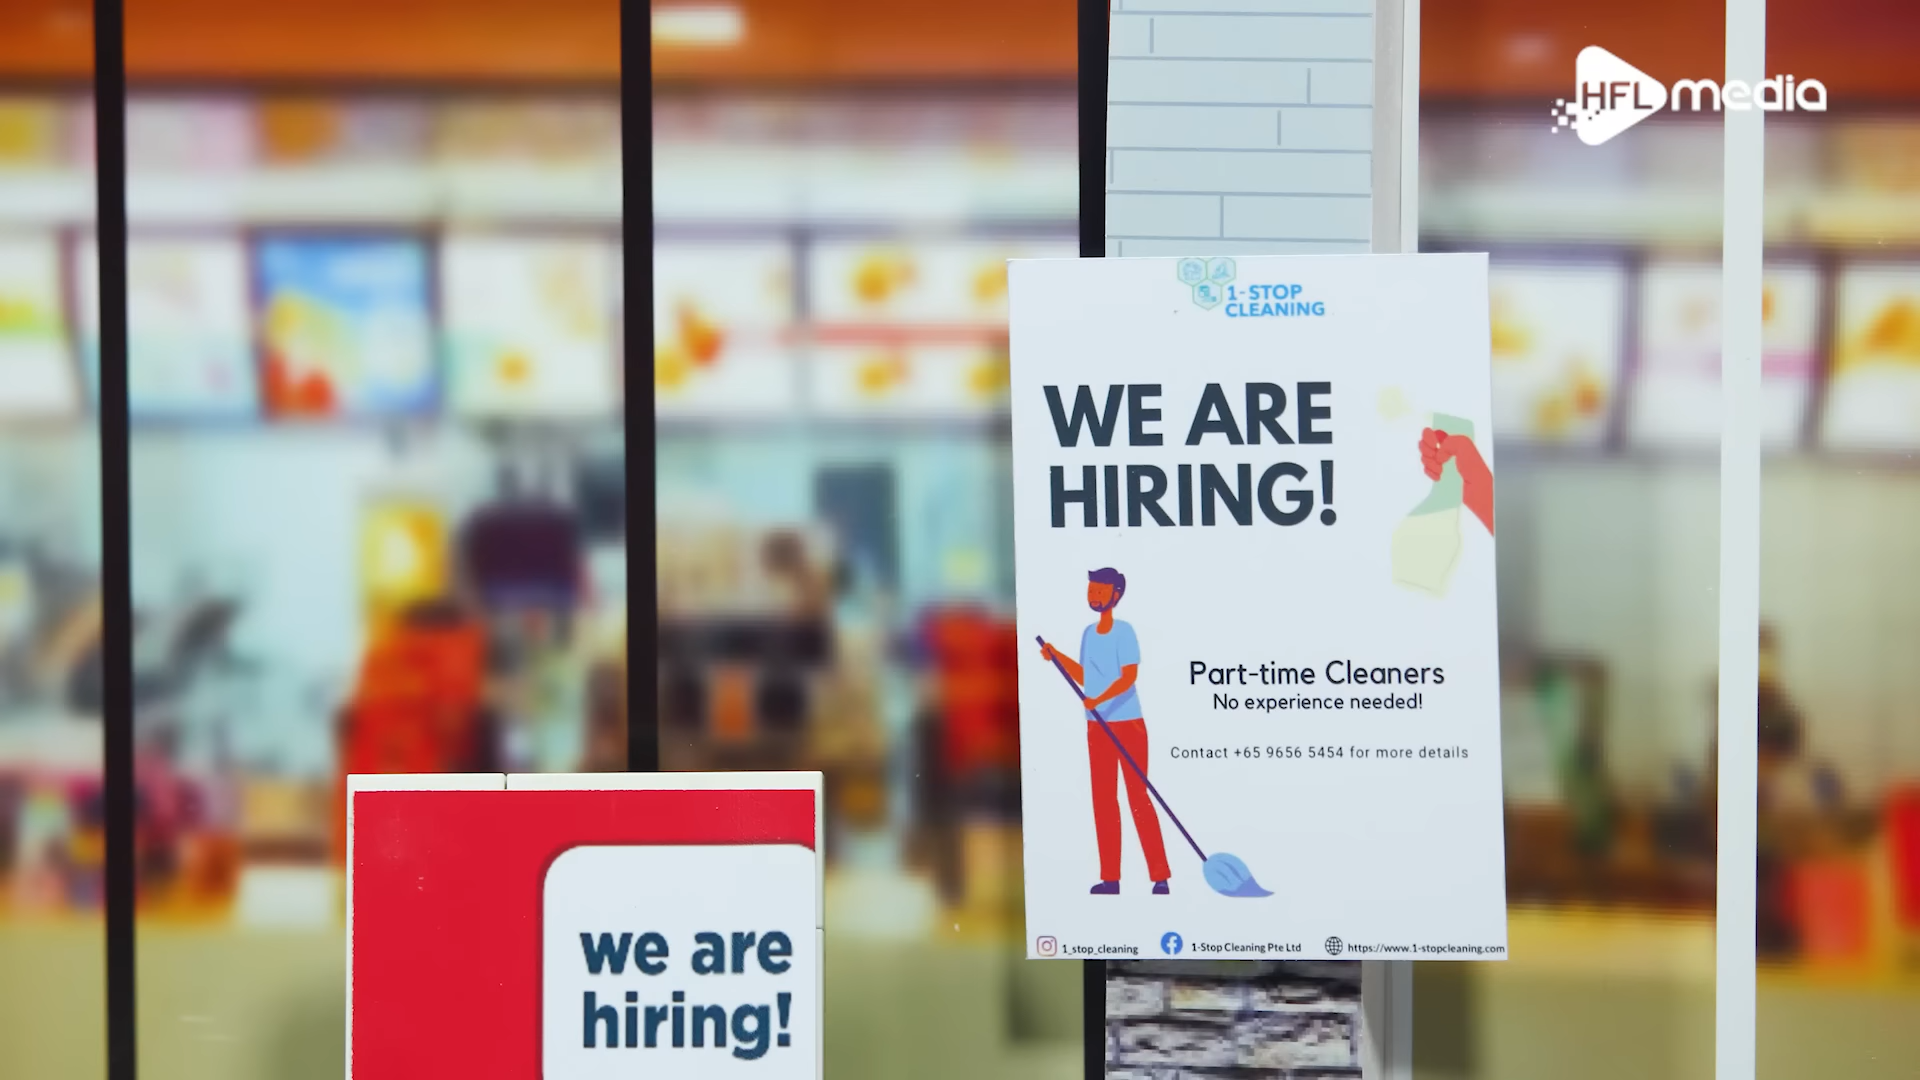 HFL media
1-STOP
CLEANING
WE ARE
HIRING!
Part-time Cleaners
No experience needed!
Contact +65 9656 5454 for more details
1_stop_cleaning
1-Stop Cleaning Pte Ltd
https://www.1-stopcleaning.com
we are
hiring!